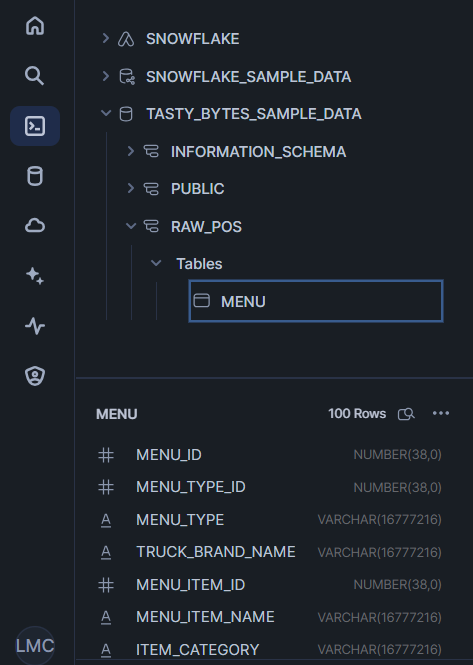 SNOWFLAKE
SNOWFLAKE_SAMPLE_DATA
TASTY_BYTES_SAMPLE_DATA
INFORMATION_SCHEMA
PUBLIC
RAW_POS
Tables
MENU
MENU 100 Rows
MENU_ID NUMBER(38,0)
MENU_TYPE_ID NUMBER(38,0)
MENU_TYPE VARCHAR(16777216)
TRUCK_BRAND_NAME VARCHAR(16777216)
MENU_ITEM_ID NUMBER(38,0)
MENU_ITEM_NAME VARCHAR(16777216)
ITEM_CATEGORY VARCHAR(16777216)
LMC